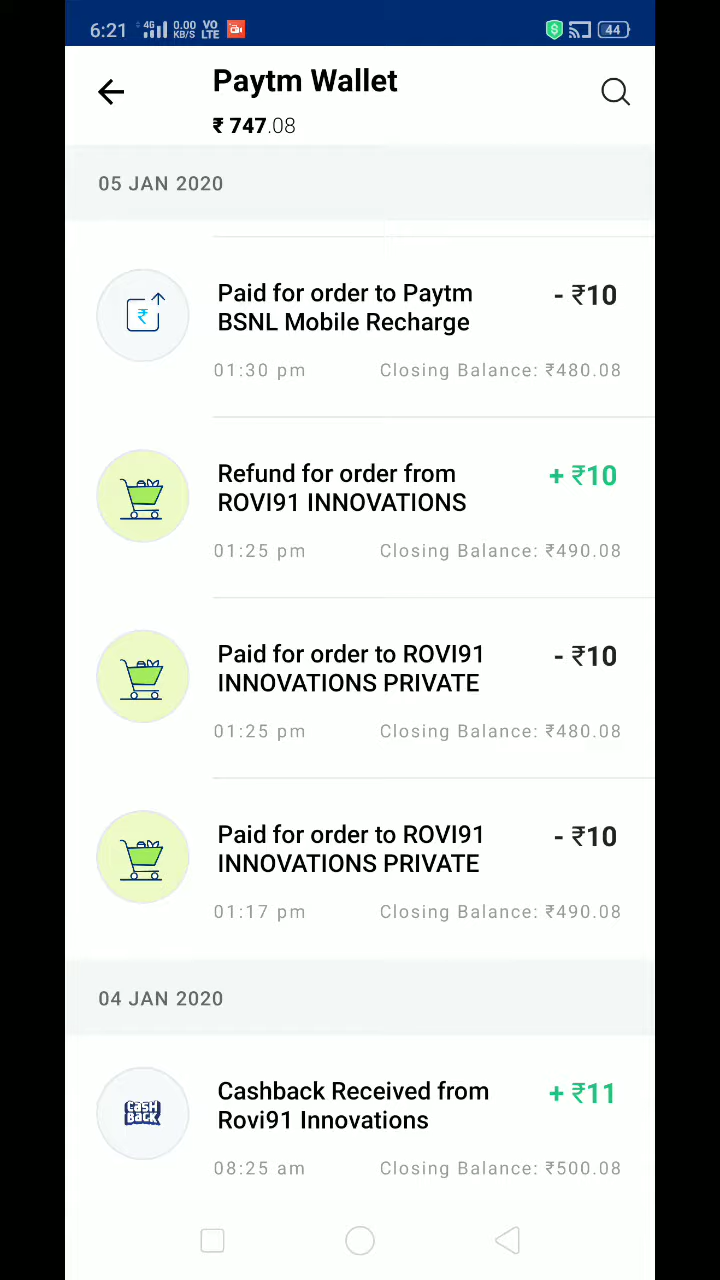 6:21 4G 0.00 KB/S VO LTE 44
Paytm Wallet
₹ 747.08
05 JAN 2020
Paid for order to Paytm - ₹10
BSNL Mobile Recharge
01:30 pm Closing Balance: ₹480.08
Refund for order from + ₹10
ROVI91 INNOVATIONS
01:25 pm Closing Balance: ₹490.08
Paid for order to ROVI91 - ₹10
INNOVATIONS PRIVATE
01:25 pm Closing Balance: ₹480.08
Paid for order to ROVI91 - ₹10
INNOVATIONS PRIVATE
01:17 pm Closing Balance: ₹490.08
04 JAN 2020
CASH
BACK
Cashback Received from + ₹11
Rovi91 Innovations
08:25 am Closing Balance: ₹500.08